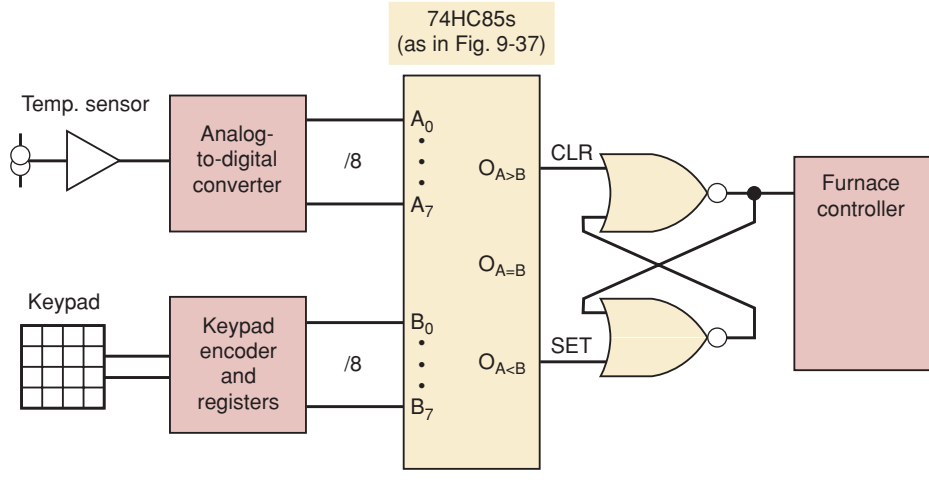 74HC85s
(as in Fig. 9-37)
Temp. sensor
Analog-
to-digital
converter
/8
A0
A7
OA>B
CLR
Furnace
controller
OA=B
Keypad
Keypad
encoder
and
registers
/8
B0
B7
OA<B
SET